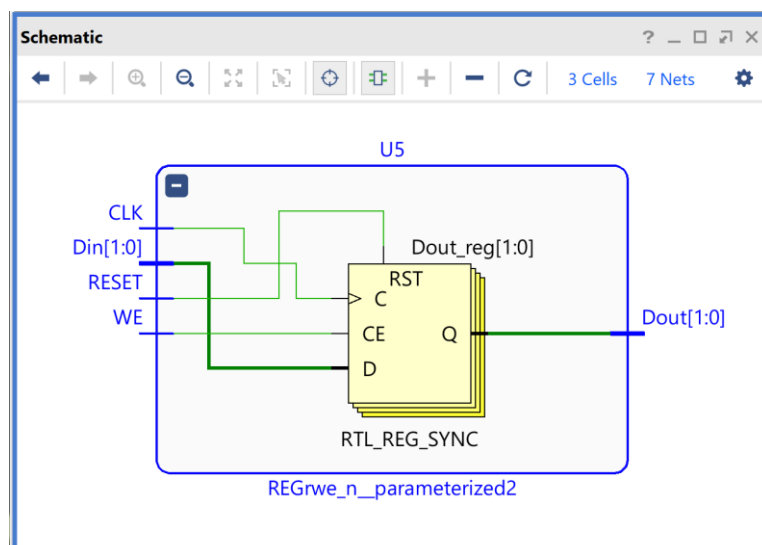 Schematic ?
3 Cells 7 Nets
U5
CLK
Din[1:0]
RESET
WE
Dout_reg[1:0]
RST
C
CE
D
Q
Dout[1:0]
RTL_REG_SYNC
REGrwe_n__parameterized2